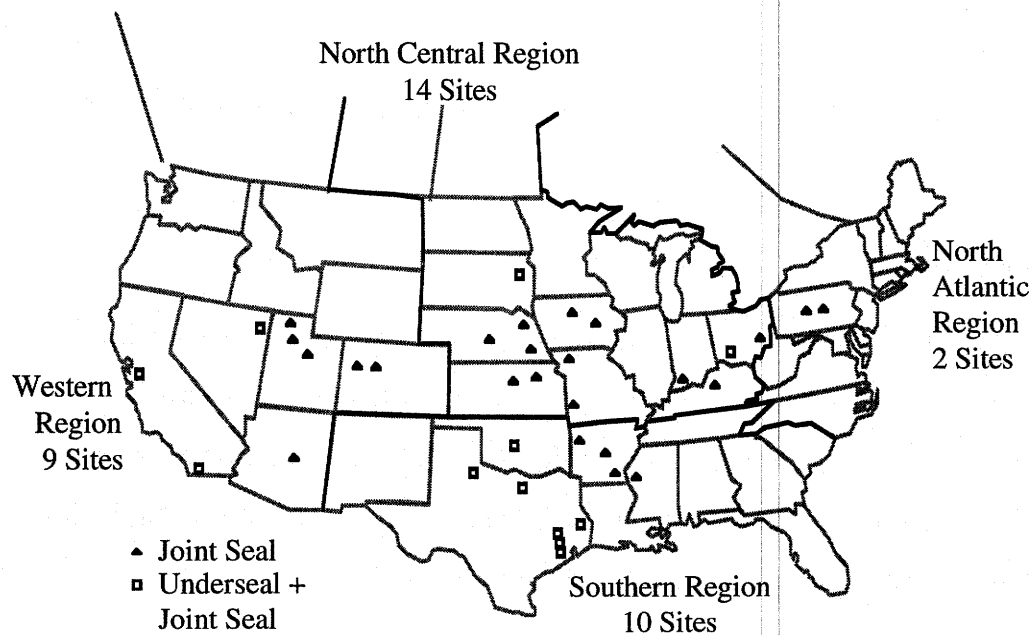 North Central Region
14 Sites
North
Atlantic
Region
2 Sites
Western
Region
9 Sites
Joint Seal
Underseal +
Joint Seal
Southern Region
10 Sites